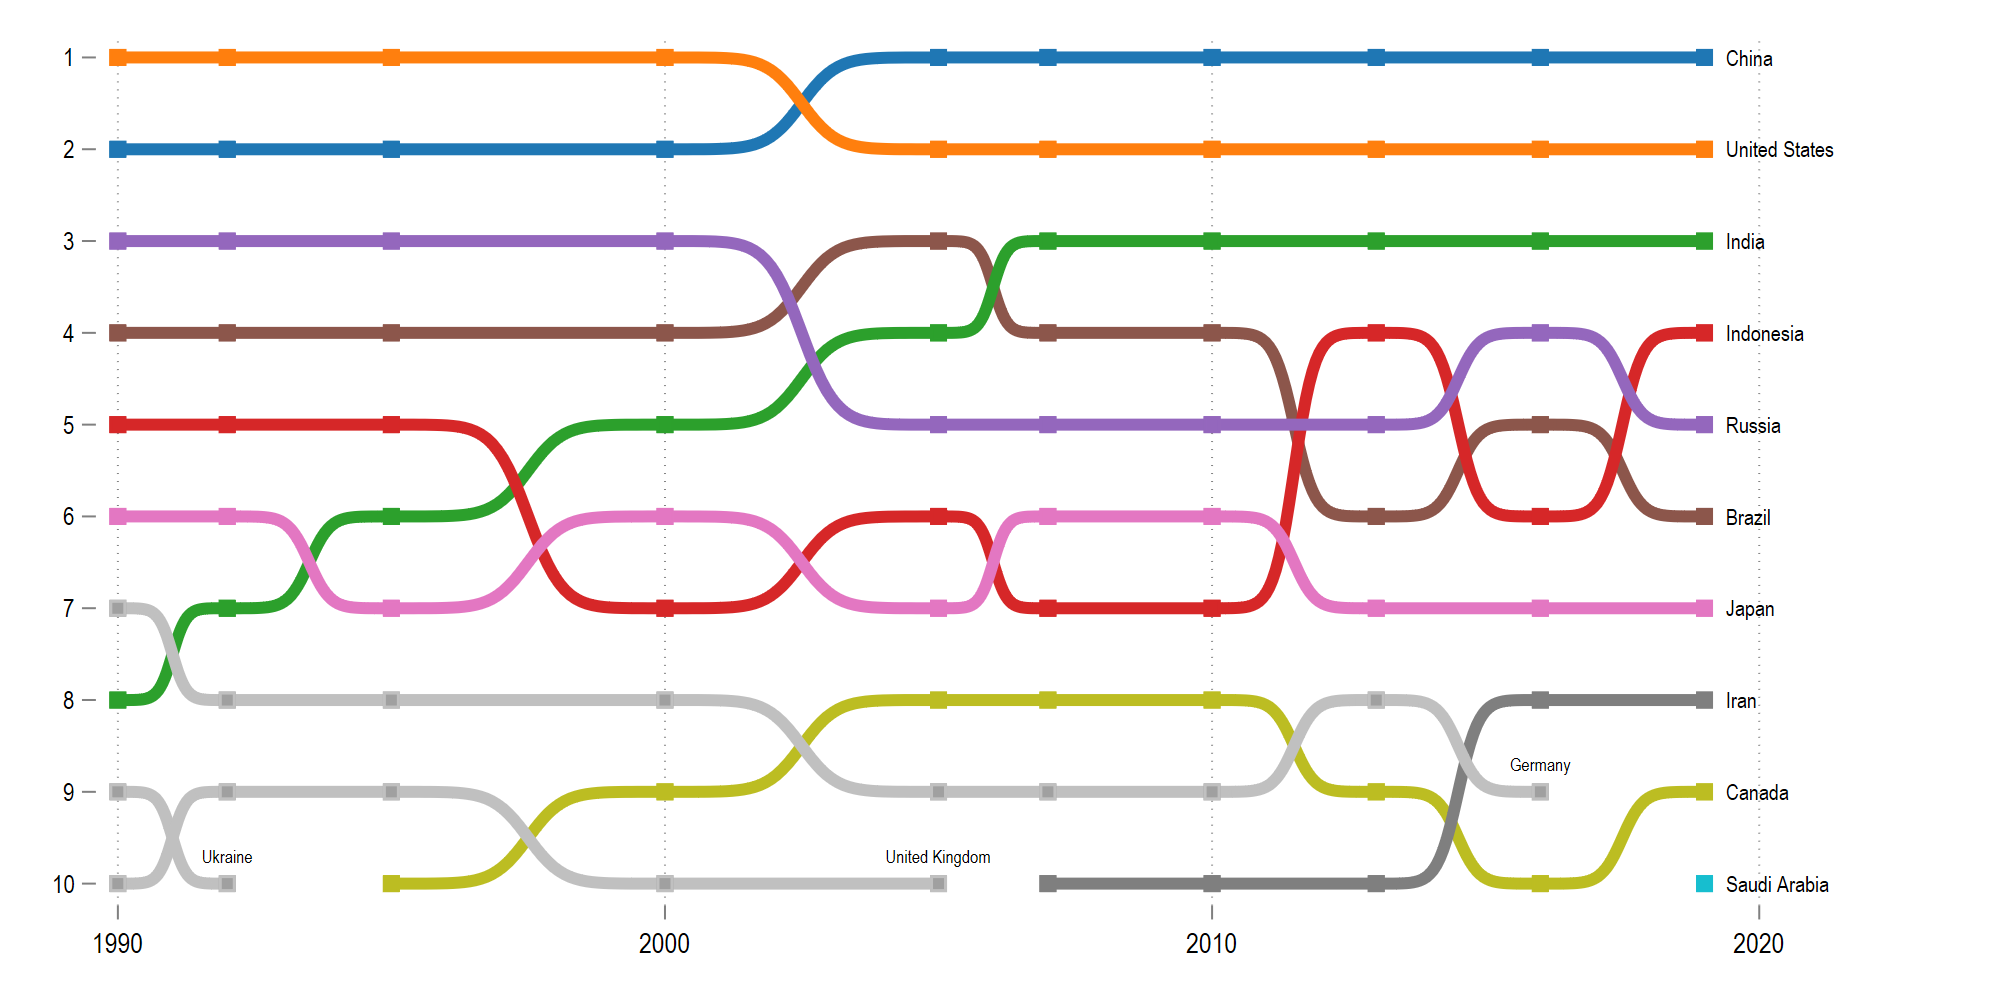 1
China
2
United States
3
India
4
Indonesia
5
Russia
6
Brazil
7
Japan
8
Iran
Germany
9
Canada
Ukraine
United Kingdom
10
Saudi Arabia
1990
2000
2010
2020